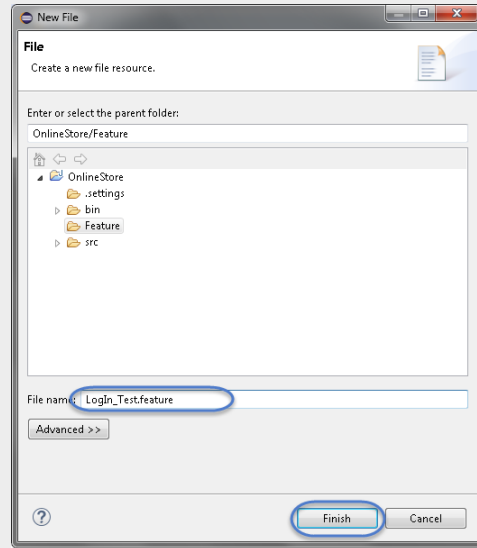 New File
File
Create a new file resource.
Enter or select the parent folder:
OnlineStore/Feature
OnlineStore
.settings
bin
Feature
src
File name: LogIn_Test.feature
Advanced >>
Finish
Cancel